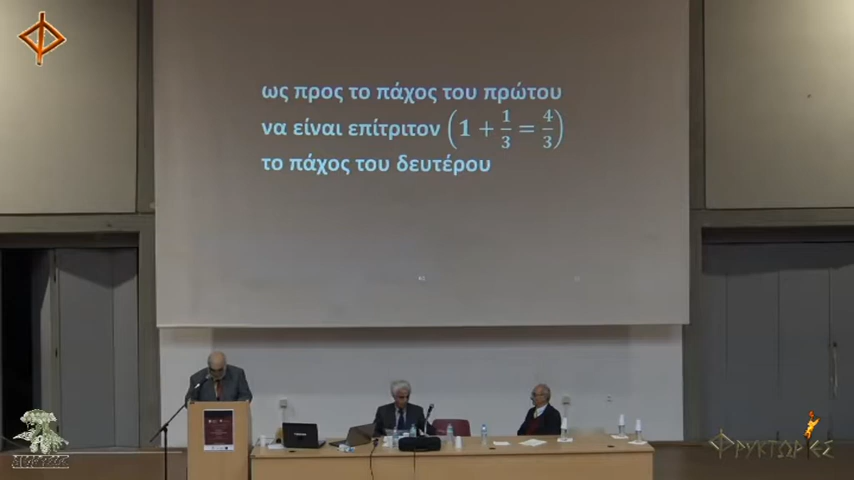 ως προς το πάχος του πρώτου
να είναι επίτριτον (1 + 1/3 = 4/3)
το πάχος του δευτέρου
ΦΡΥΚΤΩΡΙΕΣ